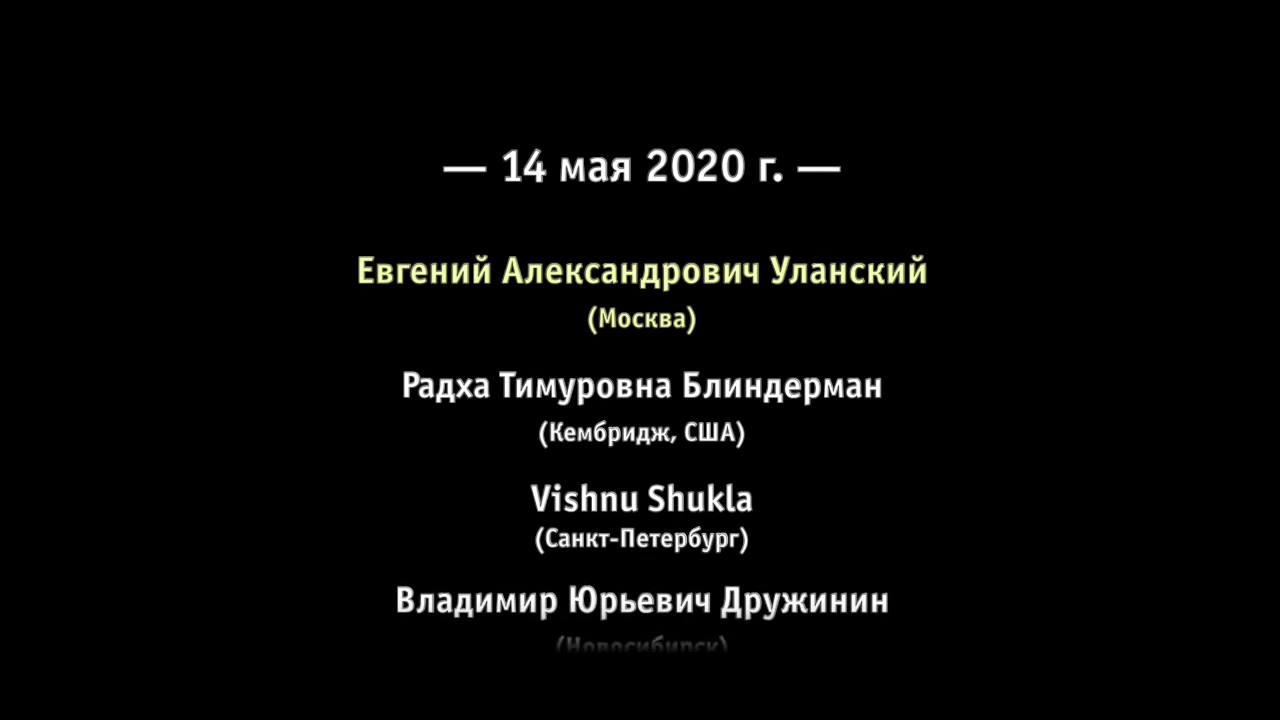 — 14 мая 2020 г. —
Евгений Александрович Уланский
(Москва)
Радха Тимуровна Блиндерман
(Кембридж, США)
Vishnu Shukla
(Санкт-Петербург)
Владимир Юрьевич Дружинин
(Новосибирск)